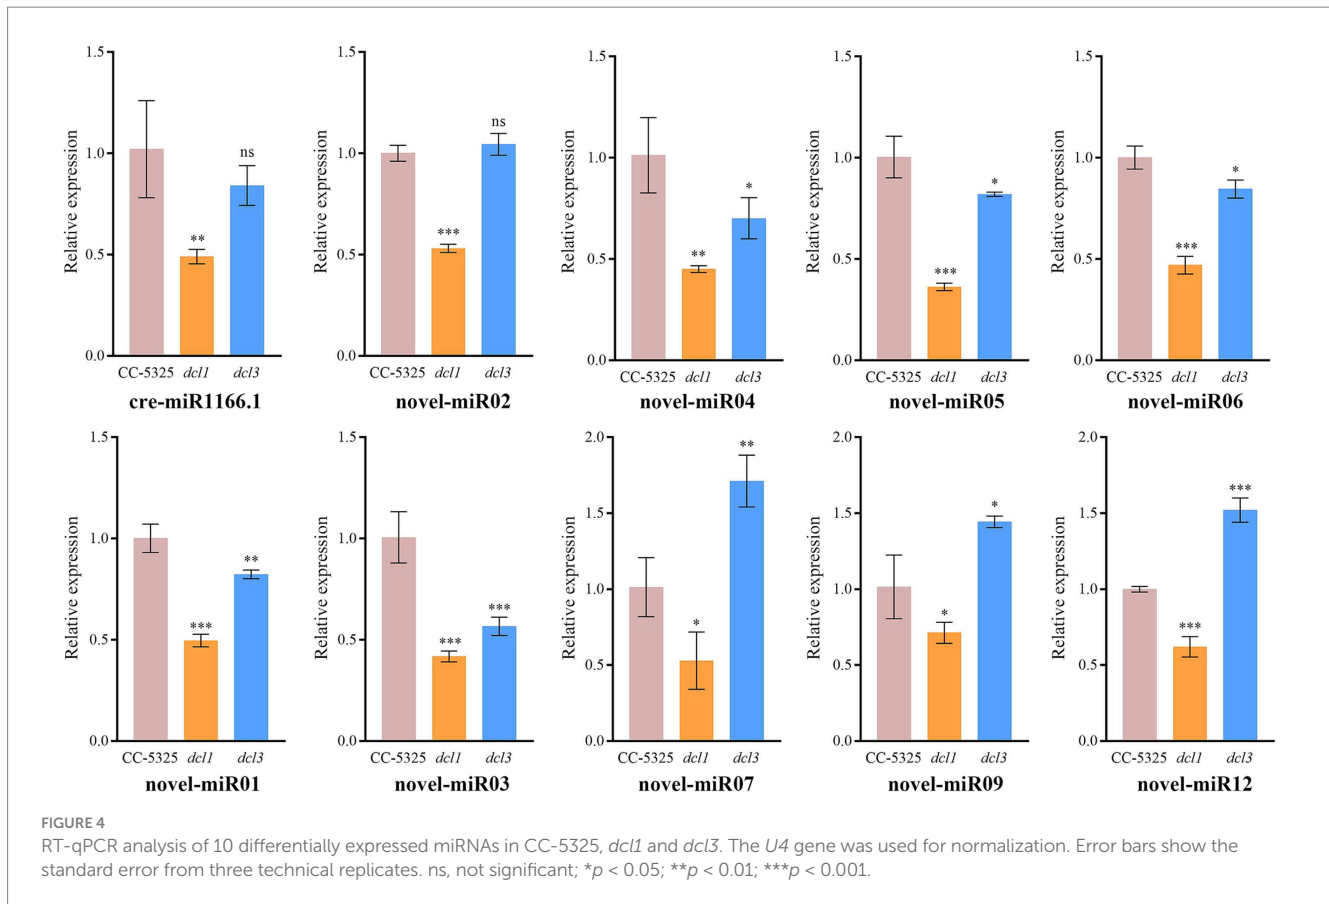 1.5
1.0
0.5
0.0
Relative expression
**
ns
CC-5325 dcl1 dcl3
cre-miR1166.1
1.5
1.0
0.5
0.0
Relative expression
***
ns
CC-5325 dcl1 dcl3
novel-miR02
1.5
1.0
0.5
0.0
Relative expression
**
*
CC-5325 dcl1 dcl3
novel-miR04
1.5
1.0
0.5
0.0
Relative expression
***
*
CC-5325 dcl1 dcl3
novel-miR05
1.5
1.0
0.5
0.0
Relative expression
***
*
CC-5325 dcl1 dcl3
novel-miR06
1.5
1.0
0.5
0.0
Relative expression
***
**
CC-5325 dcl1 dcl3
novel-miR01
1.5
1.0
0.5
0.0
Relative expression
***
***
CC-5325 dcl1 dcl3
novel-miR03
2.0
1.5
1.0
0.5
0.0
Relative expression
*
**
CC-5325 dcl1 dcl3
novel-miR07
2.0
1.5
1.0
0.5
0.0
Relative expression
*
*
CC-5325 dcl1 dcl3
novel-miR09
2.0
1.5
1.0
0.5
0.0
Relative expression
***
***
CC-5325 dcl1 dcl3
novel-miR12
FIGURE 4
RT-qPCR analysis of 10 differentially expressed miRNAs in CC-5325, dcl1 and dcl3. The U4 gene was used for normalization. Error bars show the
standard error from three technical replicates. ns, not significant; *p < 0.05; **p < 0.01; ***p < 0.001.